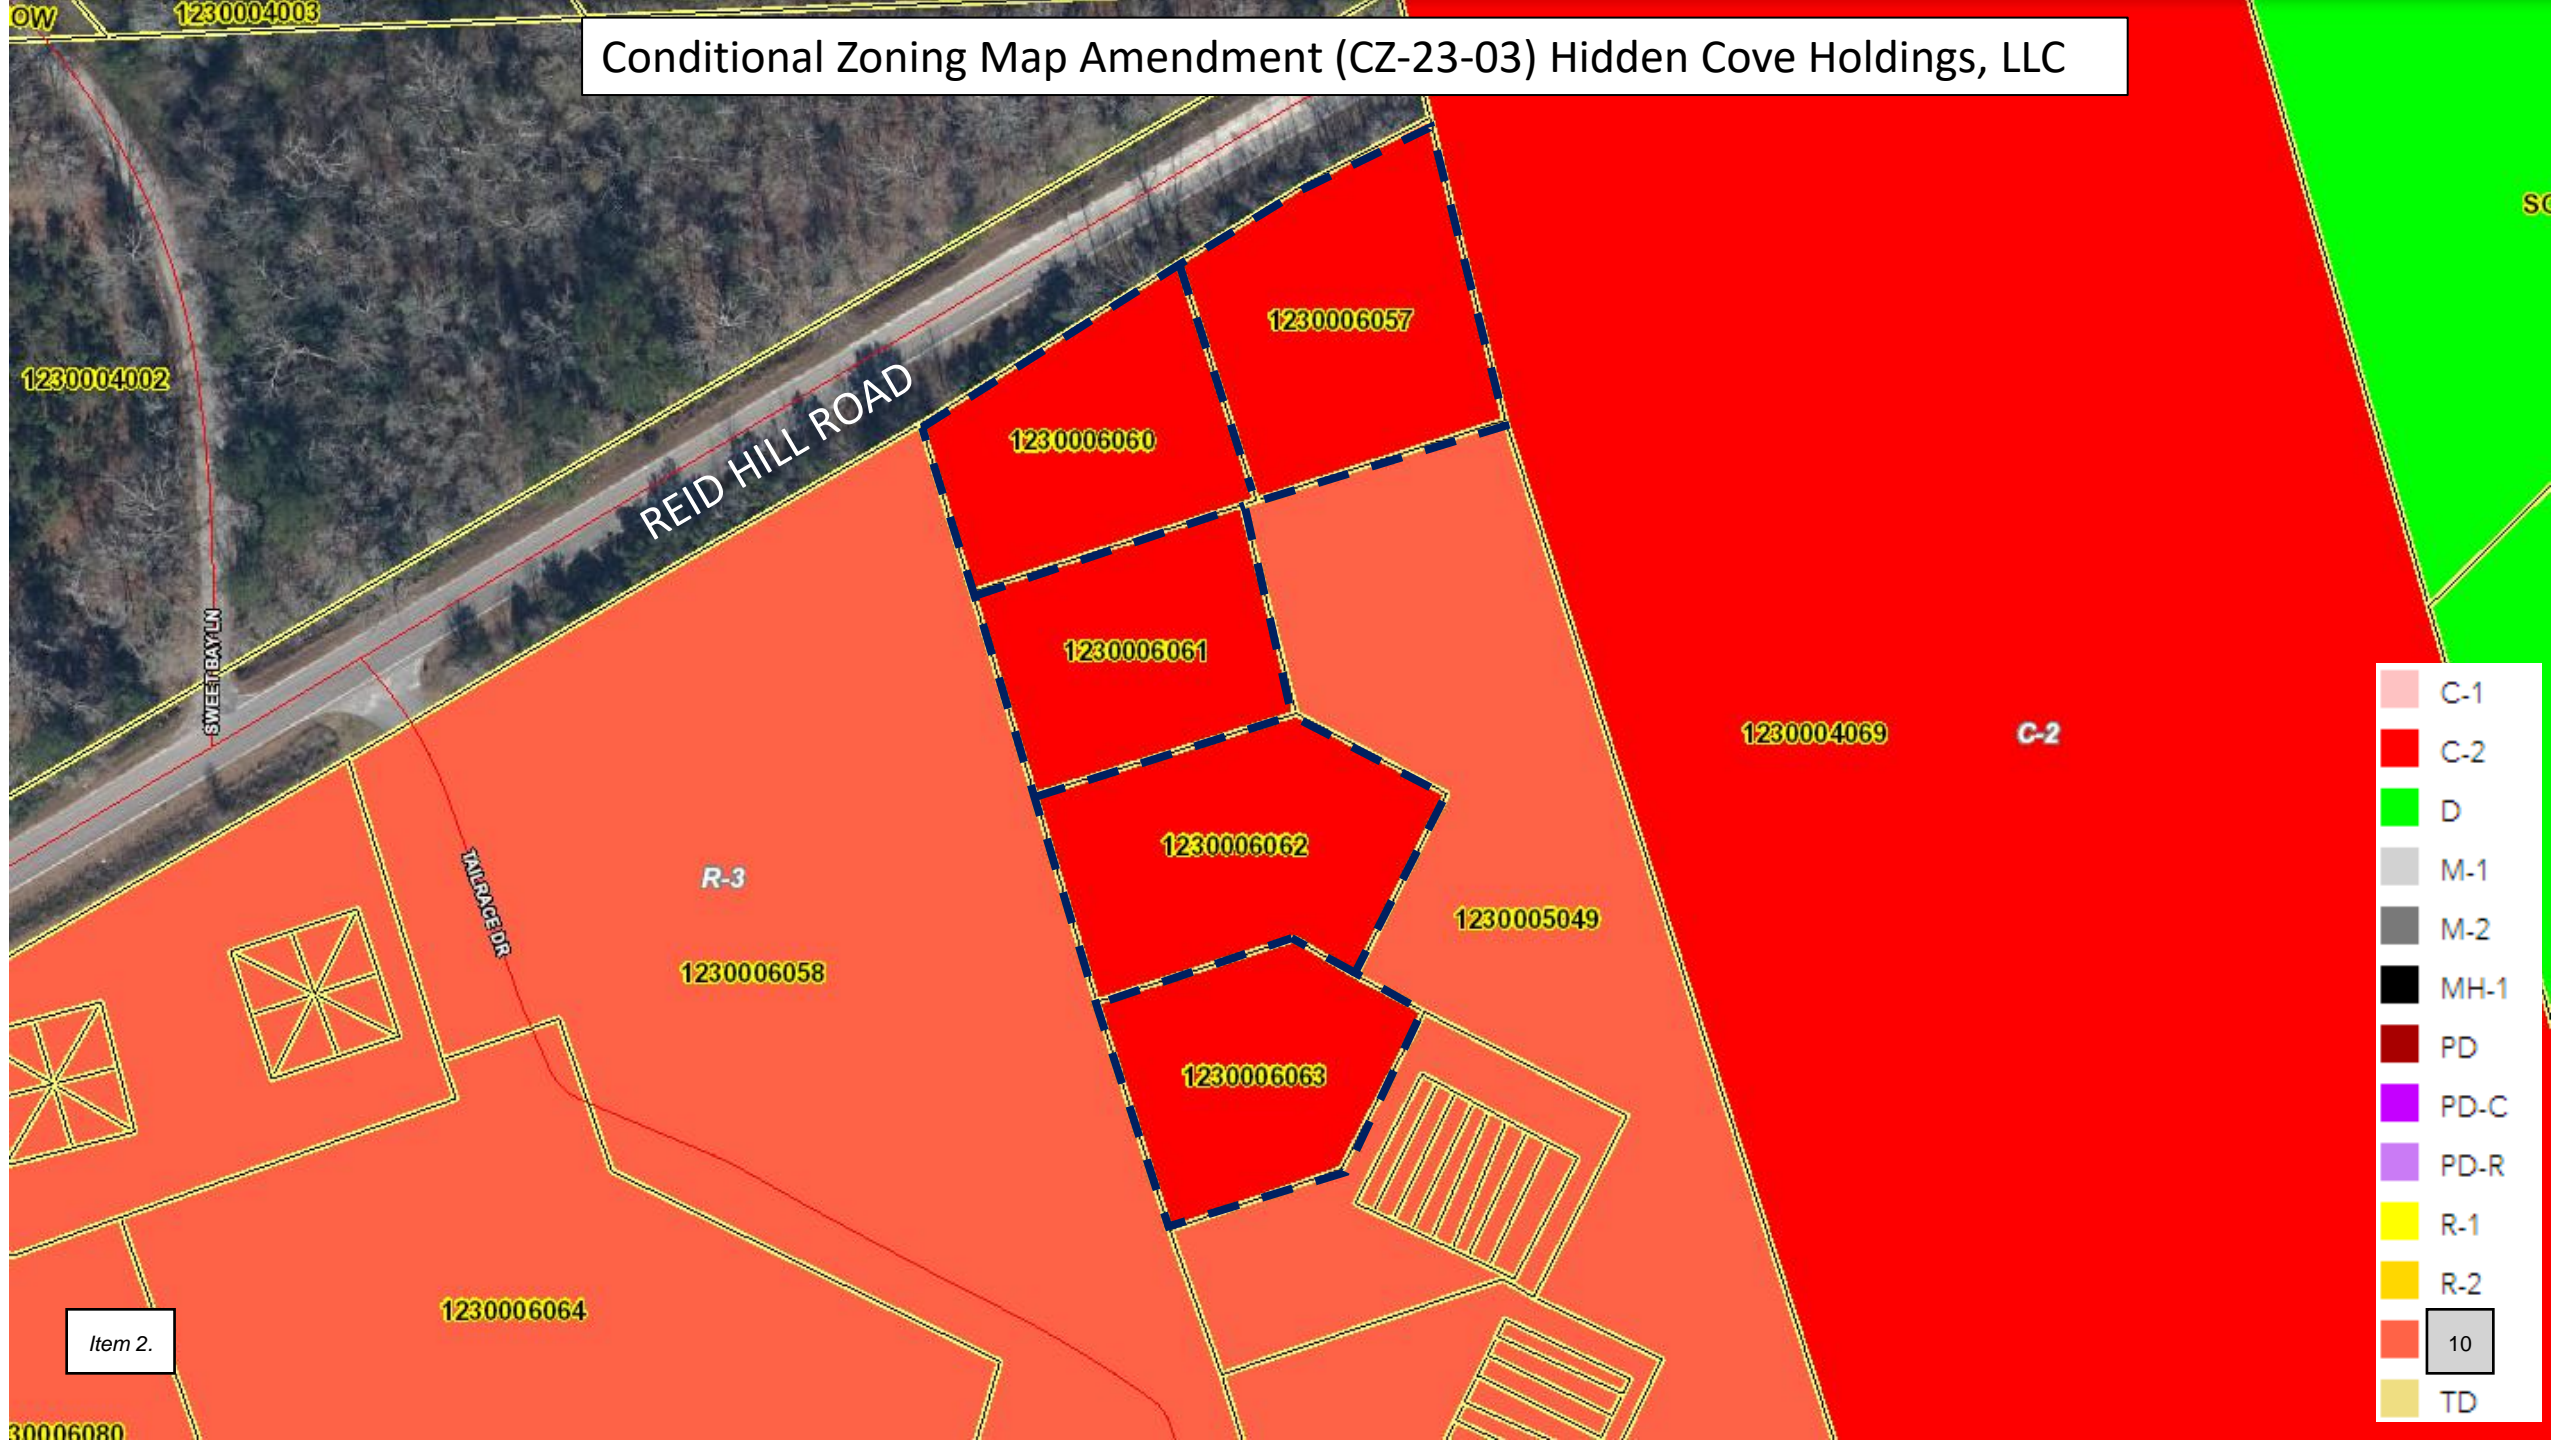 OW
1230004003
Conditional Zoning Map Amendment (CZ-23-03) Hidden Cove Holdings, LLC
1230004002
REID HILL ROAD
SWEET BAY LN
TAILRACE DR
1230006057
1230006060
1230006061
1230006062
1230006063
1230005049
1230004069
C-2
R-3
1230006058
1230006064
30006080
Item 2.
C-1
C-2
D
M-1
M-2
MH-1
PD
PD-C
PD-R
R-1
R-2
10
TD